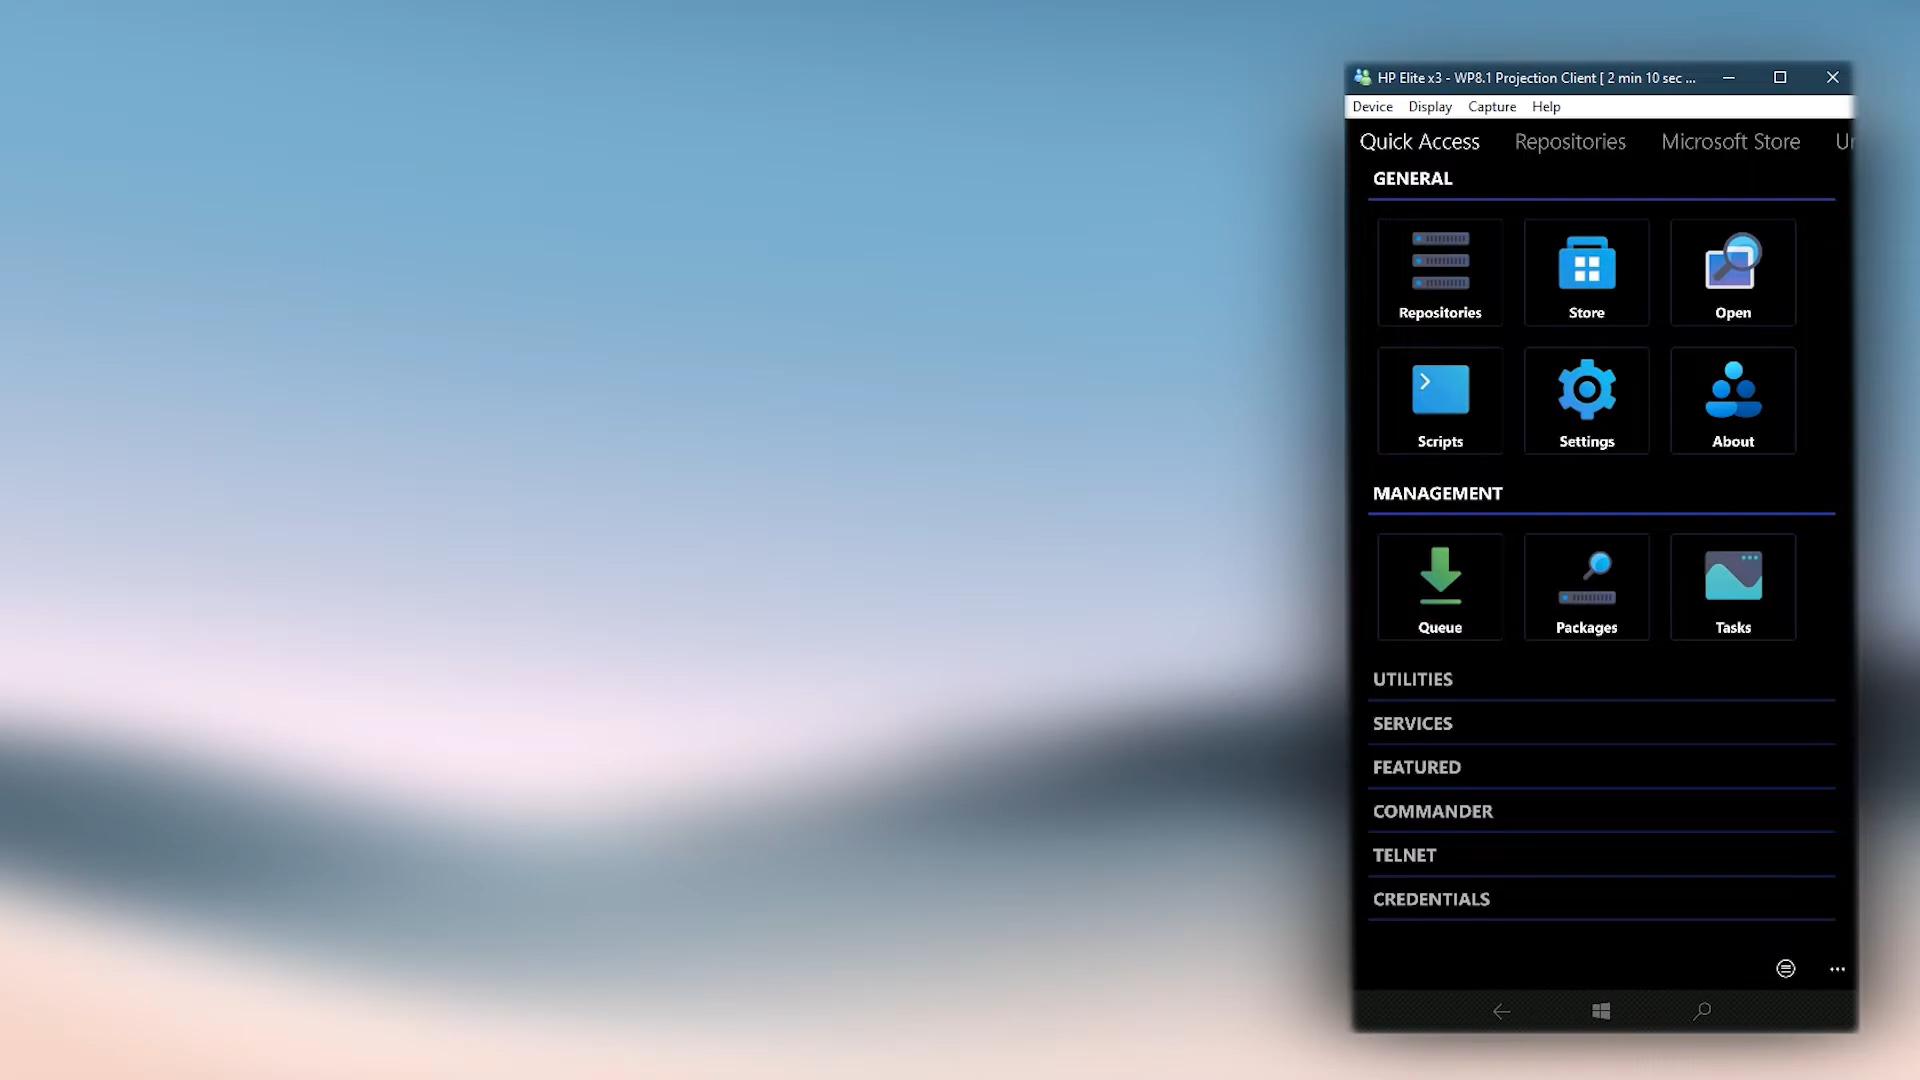 HP Elite x3 - WP8.1 Projection Client [ 2 min 10 sec ...
Device Display Capture Help
Quick Access Repositories Microsoft Store
GENERAL
Repositories Store Open
Scripts Settings About
MANAGEMENT
Queue Packages Tasks
UTILITIES
SERVICES
FEATURED
COMMANDER
TELNET
CREDENTIALS